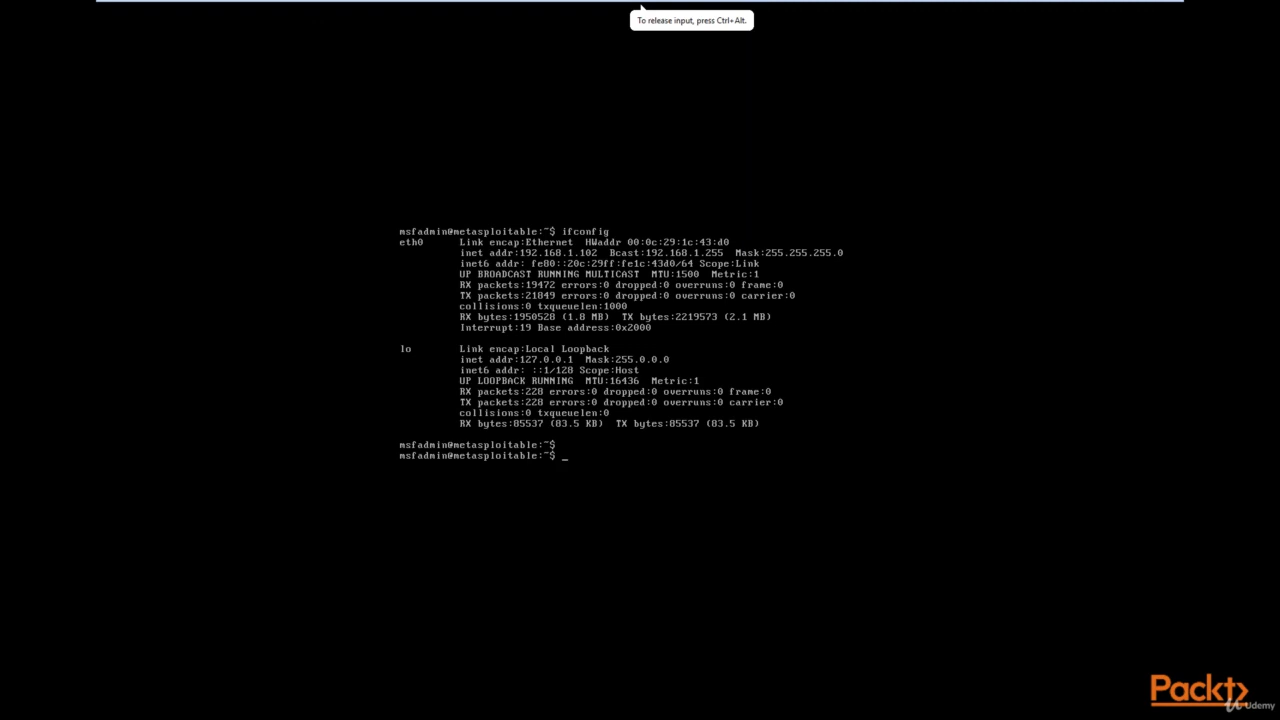 To release input, press Ctrl+Alt.
msfadmin@metasploitable:~$ ifconfig
eth0 Link encap:Ethernet HWaddr 00:0c:29:1c:43:d0
inet addr:192.168.1.102 Bcast:192.168.1.255 Mask:255.255.255.0
inet6 addr: fe80::20c:29ff:fe1c:43d0/64 Scope:Link
UP BROADCAST RUNNING MULTICAST MTU:1500 Metric:1
RX packets:19472 errors:0 dropped:0 overruns:0 frame:0
TX packets:21849 errors:0 dropped:0 overruns:0 carrier:0
collisions:0 txqueuelen:1000
RX bytes:1950528 (1.8 MB) TX bytes:2219573 (2.1 MB)
Interrupt:19 Base address:0x2000
lo Link encap:Local Loopback
inet addr:127.0.0.1 Mask:255.0.0.0
inet6 addr: ::1/128 Scope:Host
UP LOOPBACK RUNNING MTU:16436 Metric:1
RX packets:228 errors:0 dropped:0 overruns:0 frame:0
TX packets:228 errors:0 dropped:0 overruns:0 carrier:0
collisions:0 txqueuelen:0
RX bytes:85537 (83.5 KB) TX bytes:85537 (83.5 KB)
msfadmin@metasploitable:~$
msfadmin@metasploitable:~$ _
Packt
Udemy